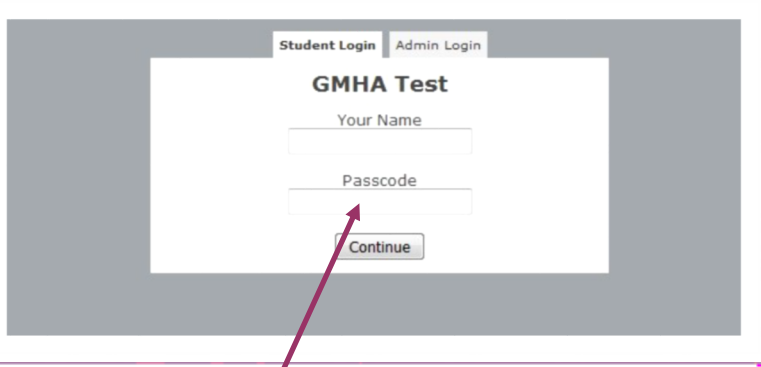 Student Login Admin Login
GMHA Test
Your Name
Passcode
Continue